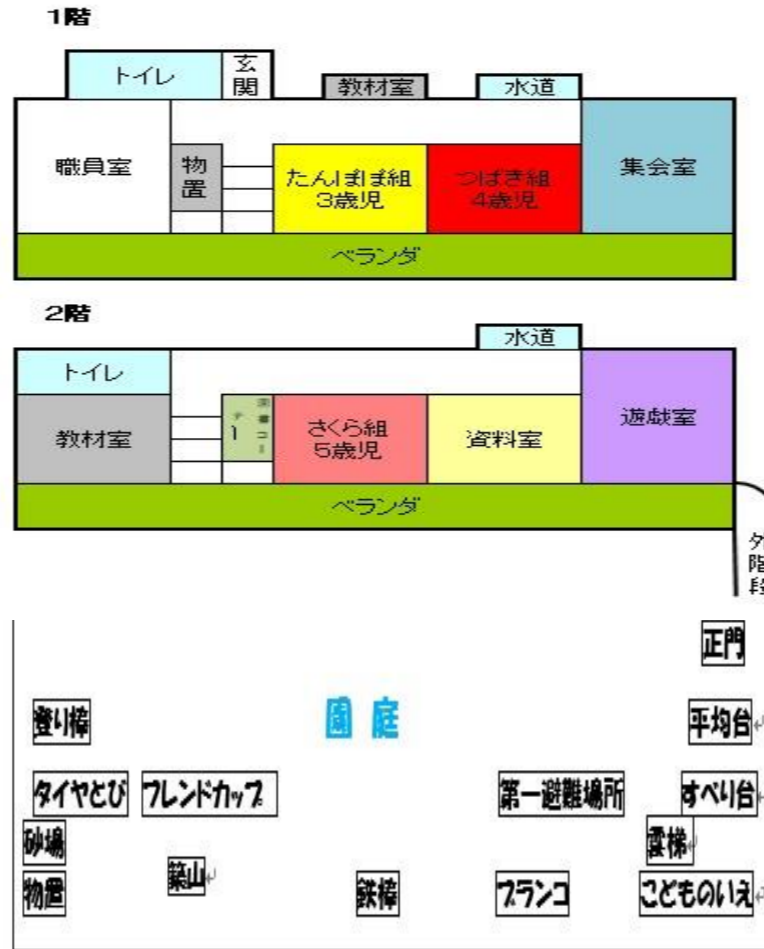 1階
トイレ
玄関
教材室
水道
職員室
物置
たんぽぽ組
3歳児
つばき組
4歳児
集会室
ベランダ
2階
水道
トイレ
教材室
さくら組
5歳児
資料室
遊戯室
ベランダ
外階段
正門
登り棒
園庭
平均台
タイヤとび
フレンドカップ
第一避難場所
すべり台
砂場
雲梯
物置
築山
鉄棒
ブランコ
こどものいえ